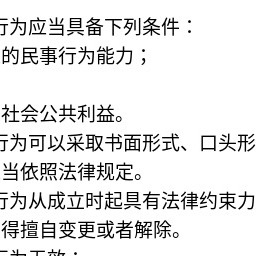 行为应当具备下列条件：
的民事行为能力；
社会公共利益。
行为可以采取书面形式、口头形
当依照法律规定。
行为从成立时起具有法律约束力
得擅自变更或者解除。